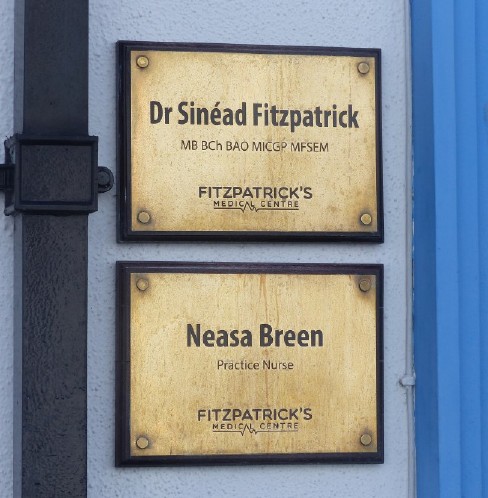 Dr Sinéad Fitzpatrick
MB BCh BAO MICGP MFSEM
FITZPATRICK'S
MEDICAL CENTRE
Neasa Breen
Practice Nurse
FITZPATRICK'S
MEDICAL CENTRE